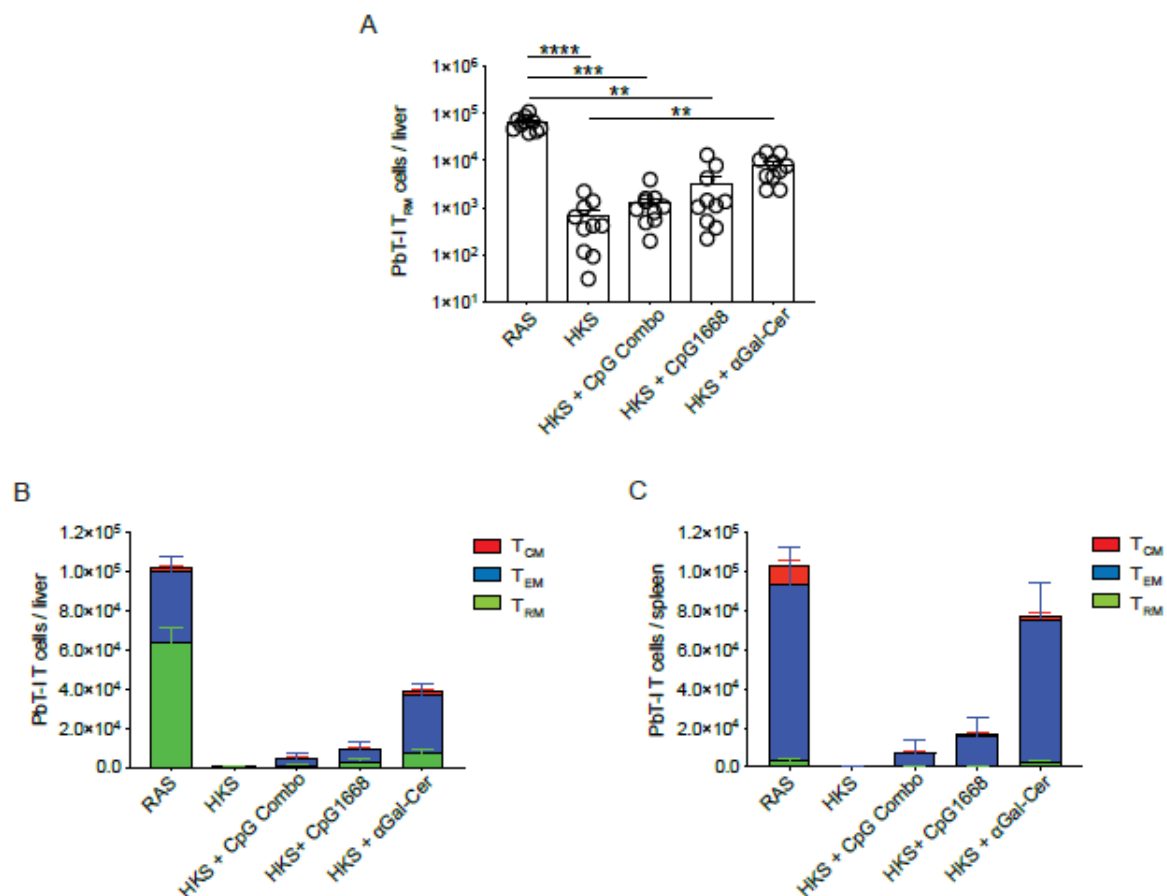 A
****
***
**
**
1×10⁶
1×10⁵
1×10⁴
1×10³
1×10²
1×10¹
PbT-I T_RM cells / liver
RAS
HKS
HKS + CpG Combo
HKS + CpG1668
HKS + αGal-Cer
B
1.2×10⁵
1.0×10⁵
8.0×10⁴
6.0×10⁴
4.0×10⁴
2.0×10⁴
0.0
PbT-I T cells / liver
T_CM
T_EM
T_RM
RAS
HKS
HKS + CpG Combo
HKS+ CpG1668
HKS + αGal-Cer
C
1.2×10⁵
1.0×10⁵
8.0×10⁴
6.0×10⁴
4.0×10⁴
2.0×10⁴
0.0
PbT-I T cells / spleen
T_CM
T_EM
T_RM
RAS
HKS
HKS + CpG Combo
HKS+ CpG1668
HKS + αGal-Cer